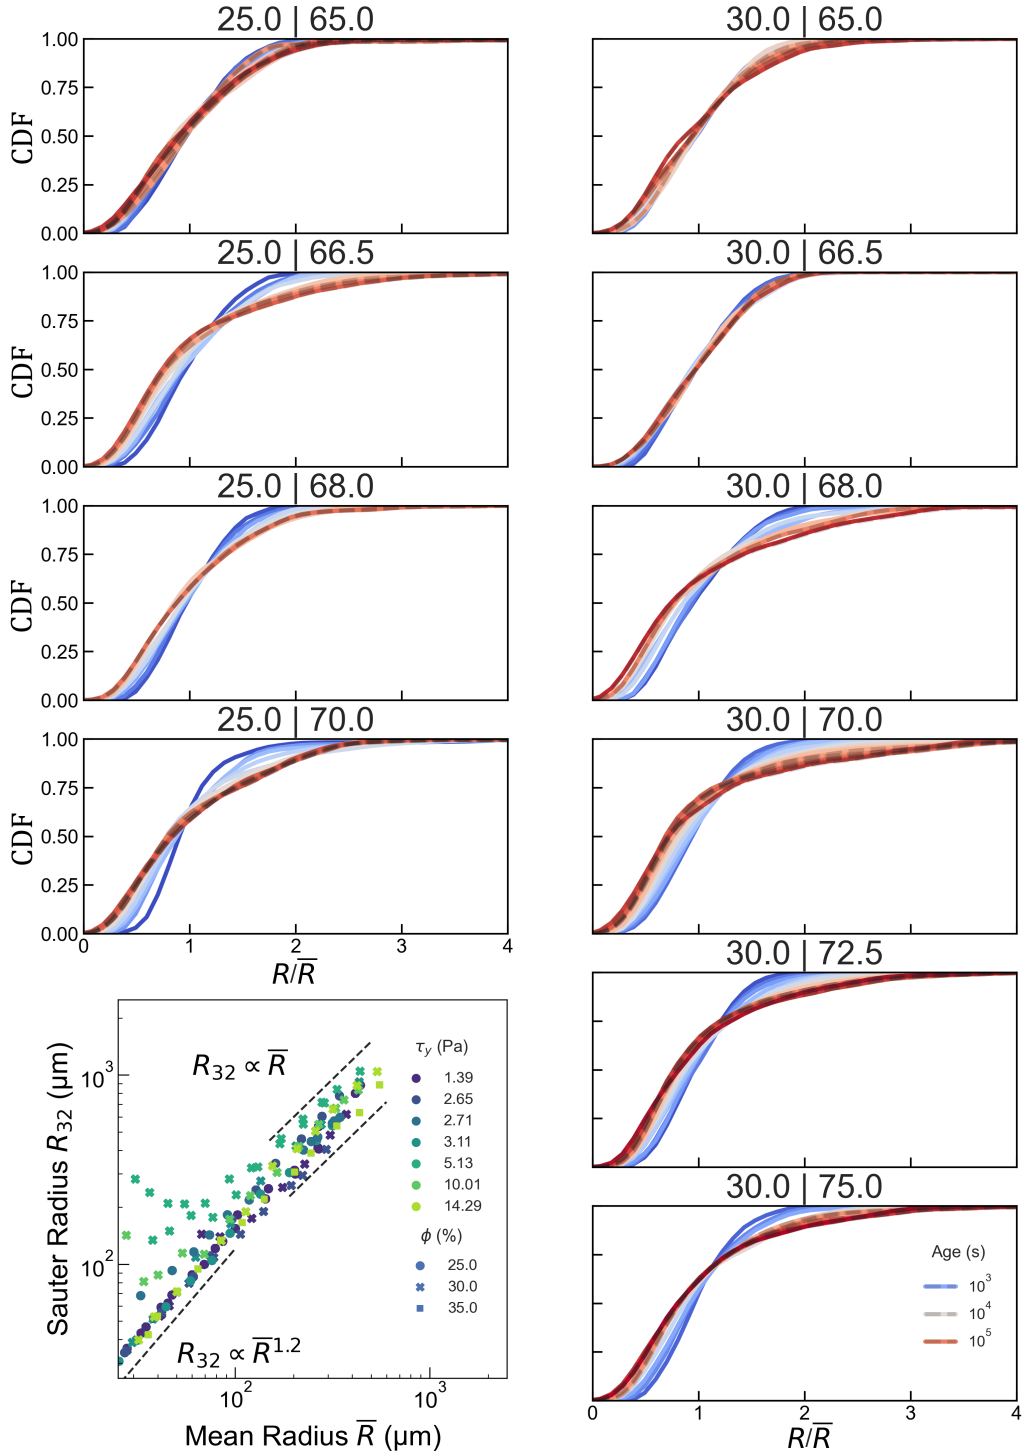 25.0 | 65.0
30.0 | 65.0
1.00
0.75
0.50
0.25
0.00
CDF
25.0 | 66.5
30.0 | 66.5
1.00
0.75
0.50
0.25
0.00
CDF
25.0 | 68.0
30.0 | 68.0
1.00
0.75
0.50
0.25
0.00
CDF
25.0 | 70.0
30.0 | 70.0
1.00
0.75
0.50
0.25
0.00
CDF
0 1 2 3 4
R/R̅
30.0 | 72.5
Sauter Radius R₃₂ (μm)
10³
10²
R₃₂ ∝ R̅
τ_y (Pa)
1.39
2.65
2.71
3.11
5.13
10.01
14.29
ϕ (%)
25.0
30.0
35.0
R₃₂ ∝ R̅¹·²
10² 10³
Mean Radius R̅ (μm)
30.0 | 75.0
Age (s)
10³
10⁴
10⁵
0 1 2 3 4
R/R̅